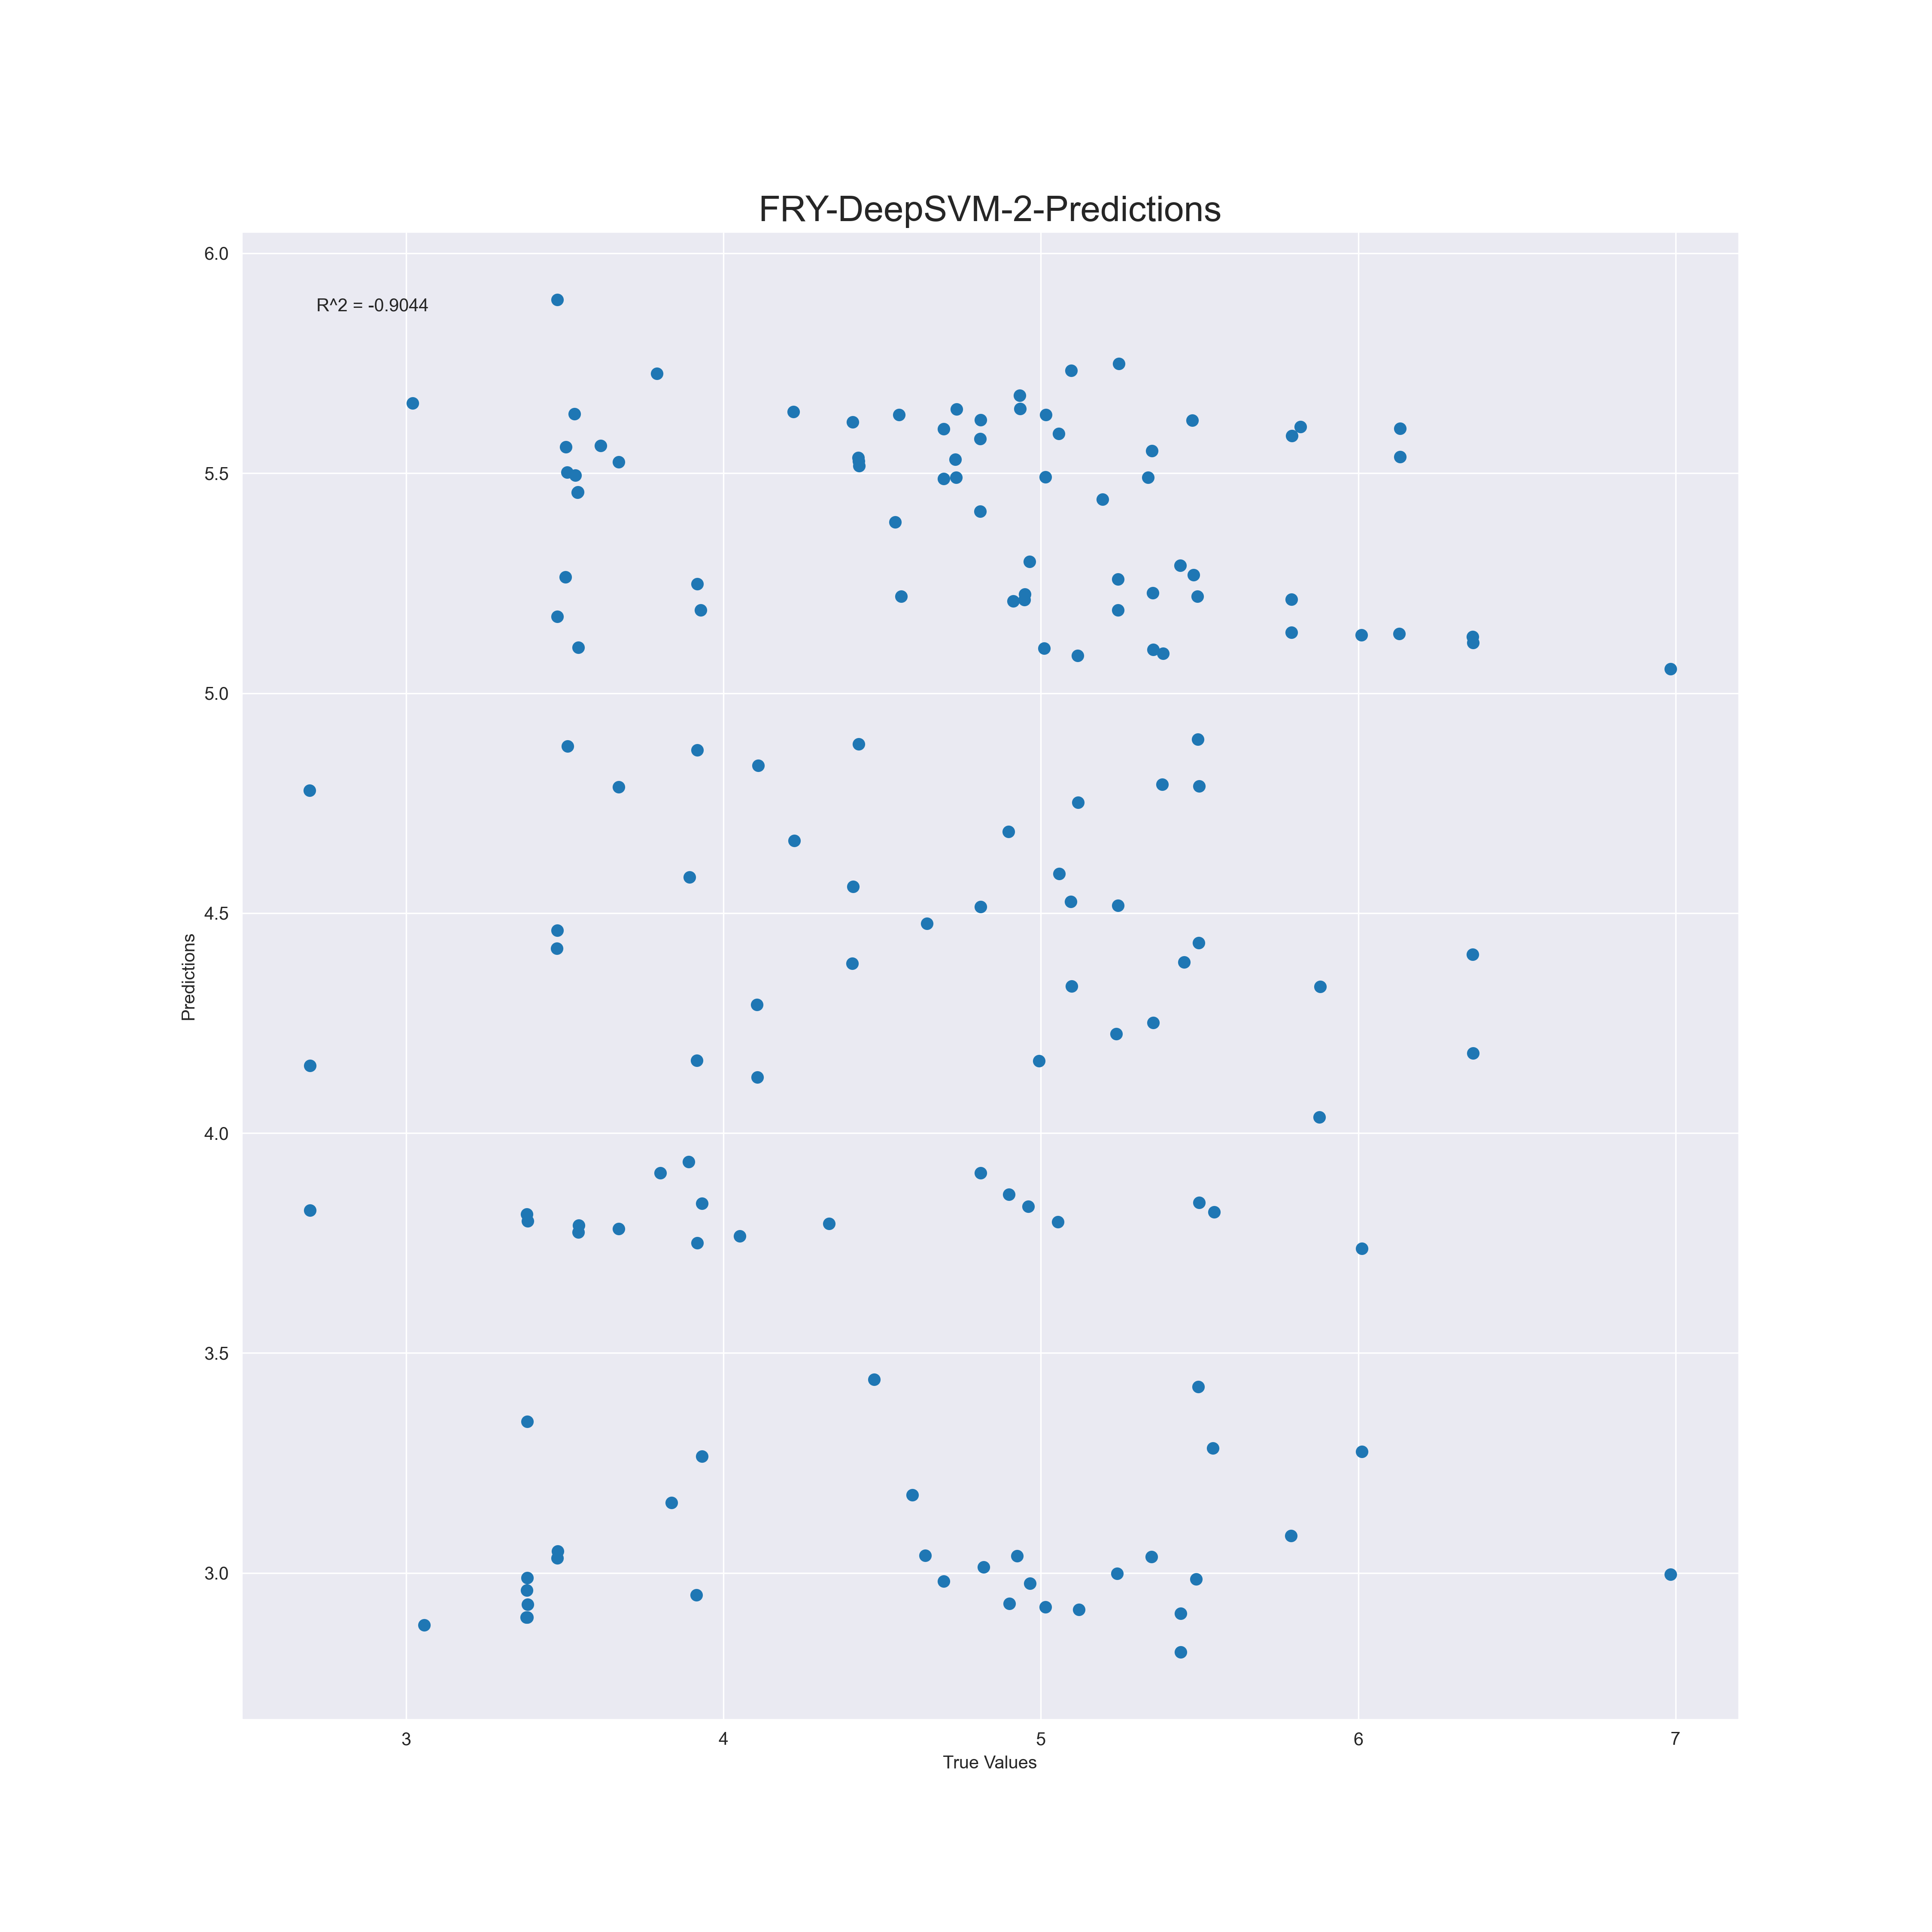 FRY-DeepSVM-2-Predictions
R^2 = -0.9044
6.0
5.5
5.0
4.5
4.0
3.5
3.0
Predictions
3 4 5 6 7
True Values